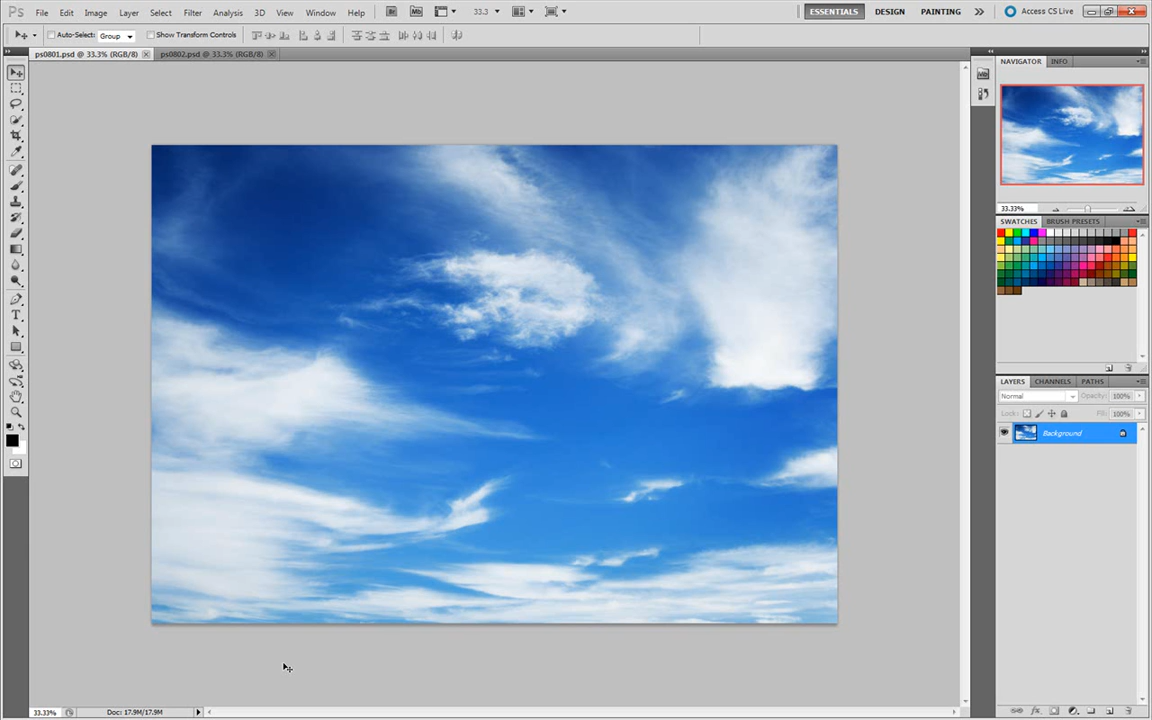 Ps File Edit Image Layer Select Filter Analysis 3D View Window Help Br Mb 33.3 ESSENTIALS DESIGN PAINTING Access CS Live
Auto-Select: Group Show Transform Controls
ps0801.psd @ 33.3% (RGB/8) ps0802.psd @ 33.3% (RGB/8)
NAVIGATOR INFO
Mb
33.33%
SWATCHES BRUSH PRESETS
LAYERS CHANNELS PATHS
Normal Opacity: 100%
Lock: Fill: 100%
Background
33.33% Doc: 17.9M/17.9M